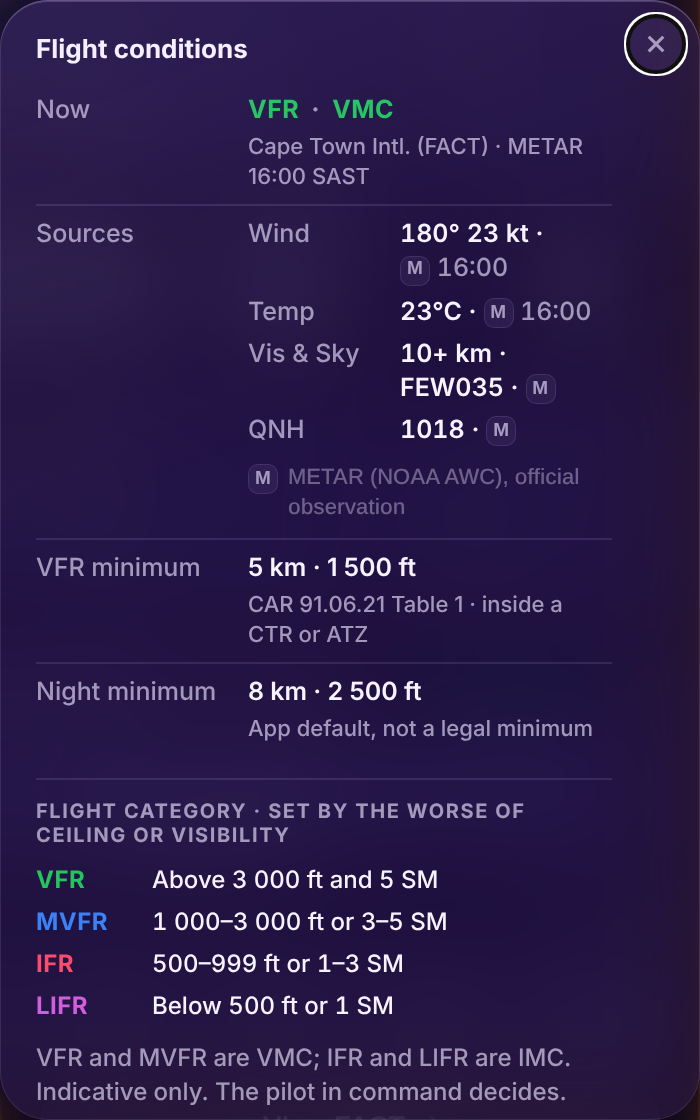 Flight conditions
Now
VFR · VMC
Cape Town Intl. (FACT) · METAR
16:00 SAST
Sources
Wind
180° 23 kt ·
M 16:00
Temp
23°C · M 16:00
Vis & Sky
10+ km ·
FEW035 · M
QNH
1018 · M
M METAR (NOAA AWC), official
observation
VFR minimum
5 km · 1 500 ft
CAR 91.06.21 Table 1 · inside a
CTR or ATZ
Night minimum
8 km · 2 500 ft
App default, not a legal minimum
FLIGHT CATEGORY · SET BY THE WORSE OF
CEILING OR VISIBILITY
VFR Above 3 000 ft and 5 SM
MVFR 1 000–3 000 ft or 3–5 SM
IFR 500–999 ft or 1–3 SM
LIFR Below 500 ft or 1 SM
VFR and MVFR are VMC; IFR and LIFR are IMC.
Indicative only. The pilot in command decides.